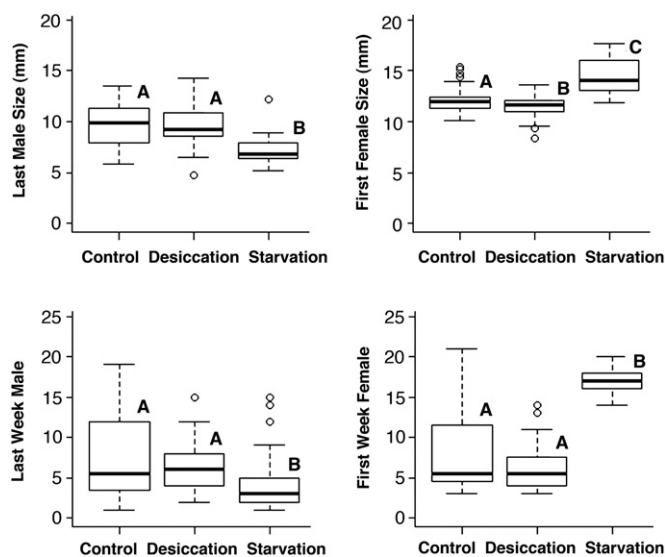 Last Male Size (mm)
20
15
10
5
0
A
A
B
Control Desiccation Starvation
First Female Size (mm)
20
15
10
5
0
A
B
C
Control Desiccation Starvation
Last Week Male
25
20
15
10
5
0
A
A
B
Control Desiccation Starvation
First Week Female
25
20
15
10
5
0
A
A
B
Control Desiccation Starvation